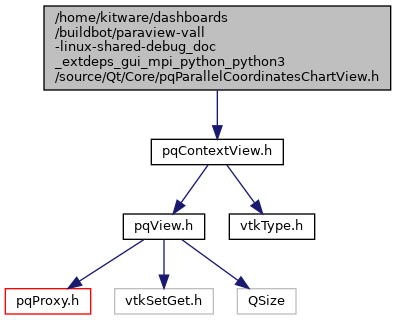 /home/kitware/dashboards
/buildbot/paraview-vall
-linux-shared-debug_doc
_extdeps_gui_mpi_python_python3
/source/Qt/Core/pqParallelCoordinatesChartView.h
pqContextView.h
pqView.h
vtkType.h
pqProxy.h
vtkSetGet.h
QSize